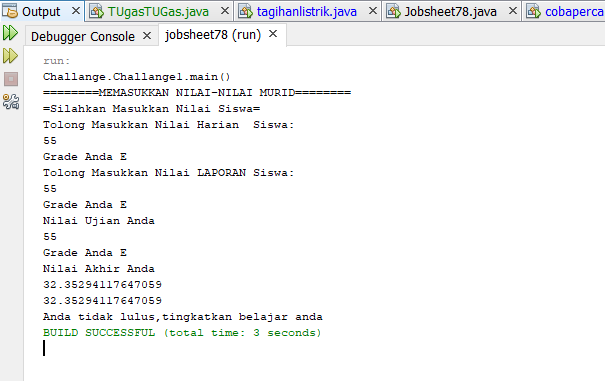 Output TUgasTUGas.java tagihanlistrik.java Jobsheet78.java cobaperca
Debugger Console jobsheet78 (run)
run:
Challange.Challange1.main()
========MEMASUKKAN NILAI-NILAI MURID========
=Silahkan Masukkan Nilai Siswa=
Tolong Masukkan Nilai Harian  Siswa:
55
Grade Anda E
Tolong Masukkan Nilai LAPORAN Siswa:
55
Grade Anda E
Nilai Ujian Anda
55
Grade Anda E
Nilai Akhir Anda
32.35294117647059
32.35294117647059
Anda tidak lulus,tingkatkan belajar anda
BUILD SUCCESSFUL (total time: 3 seconds)